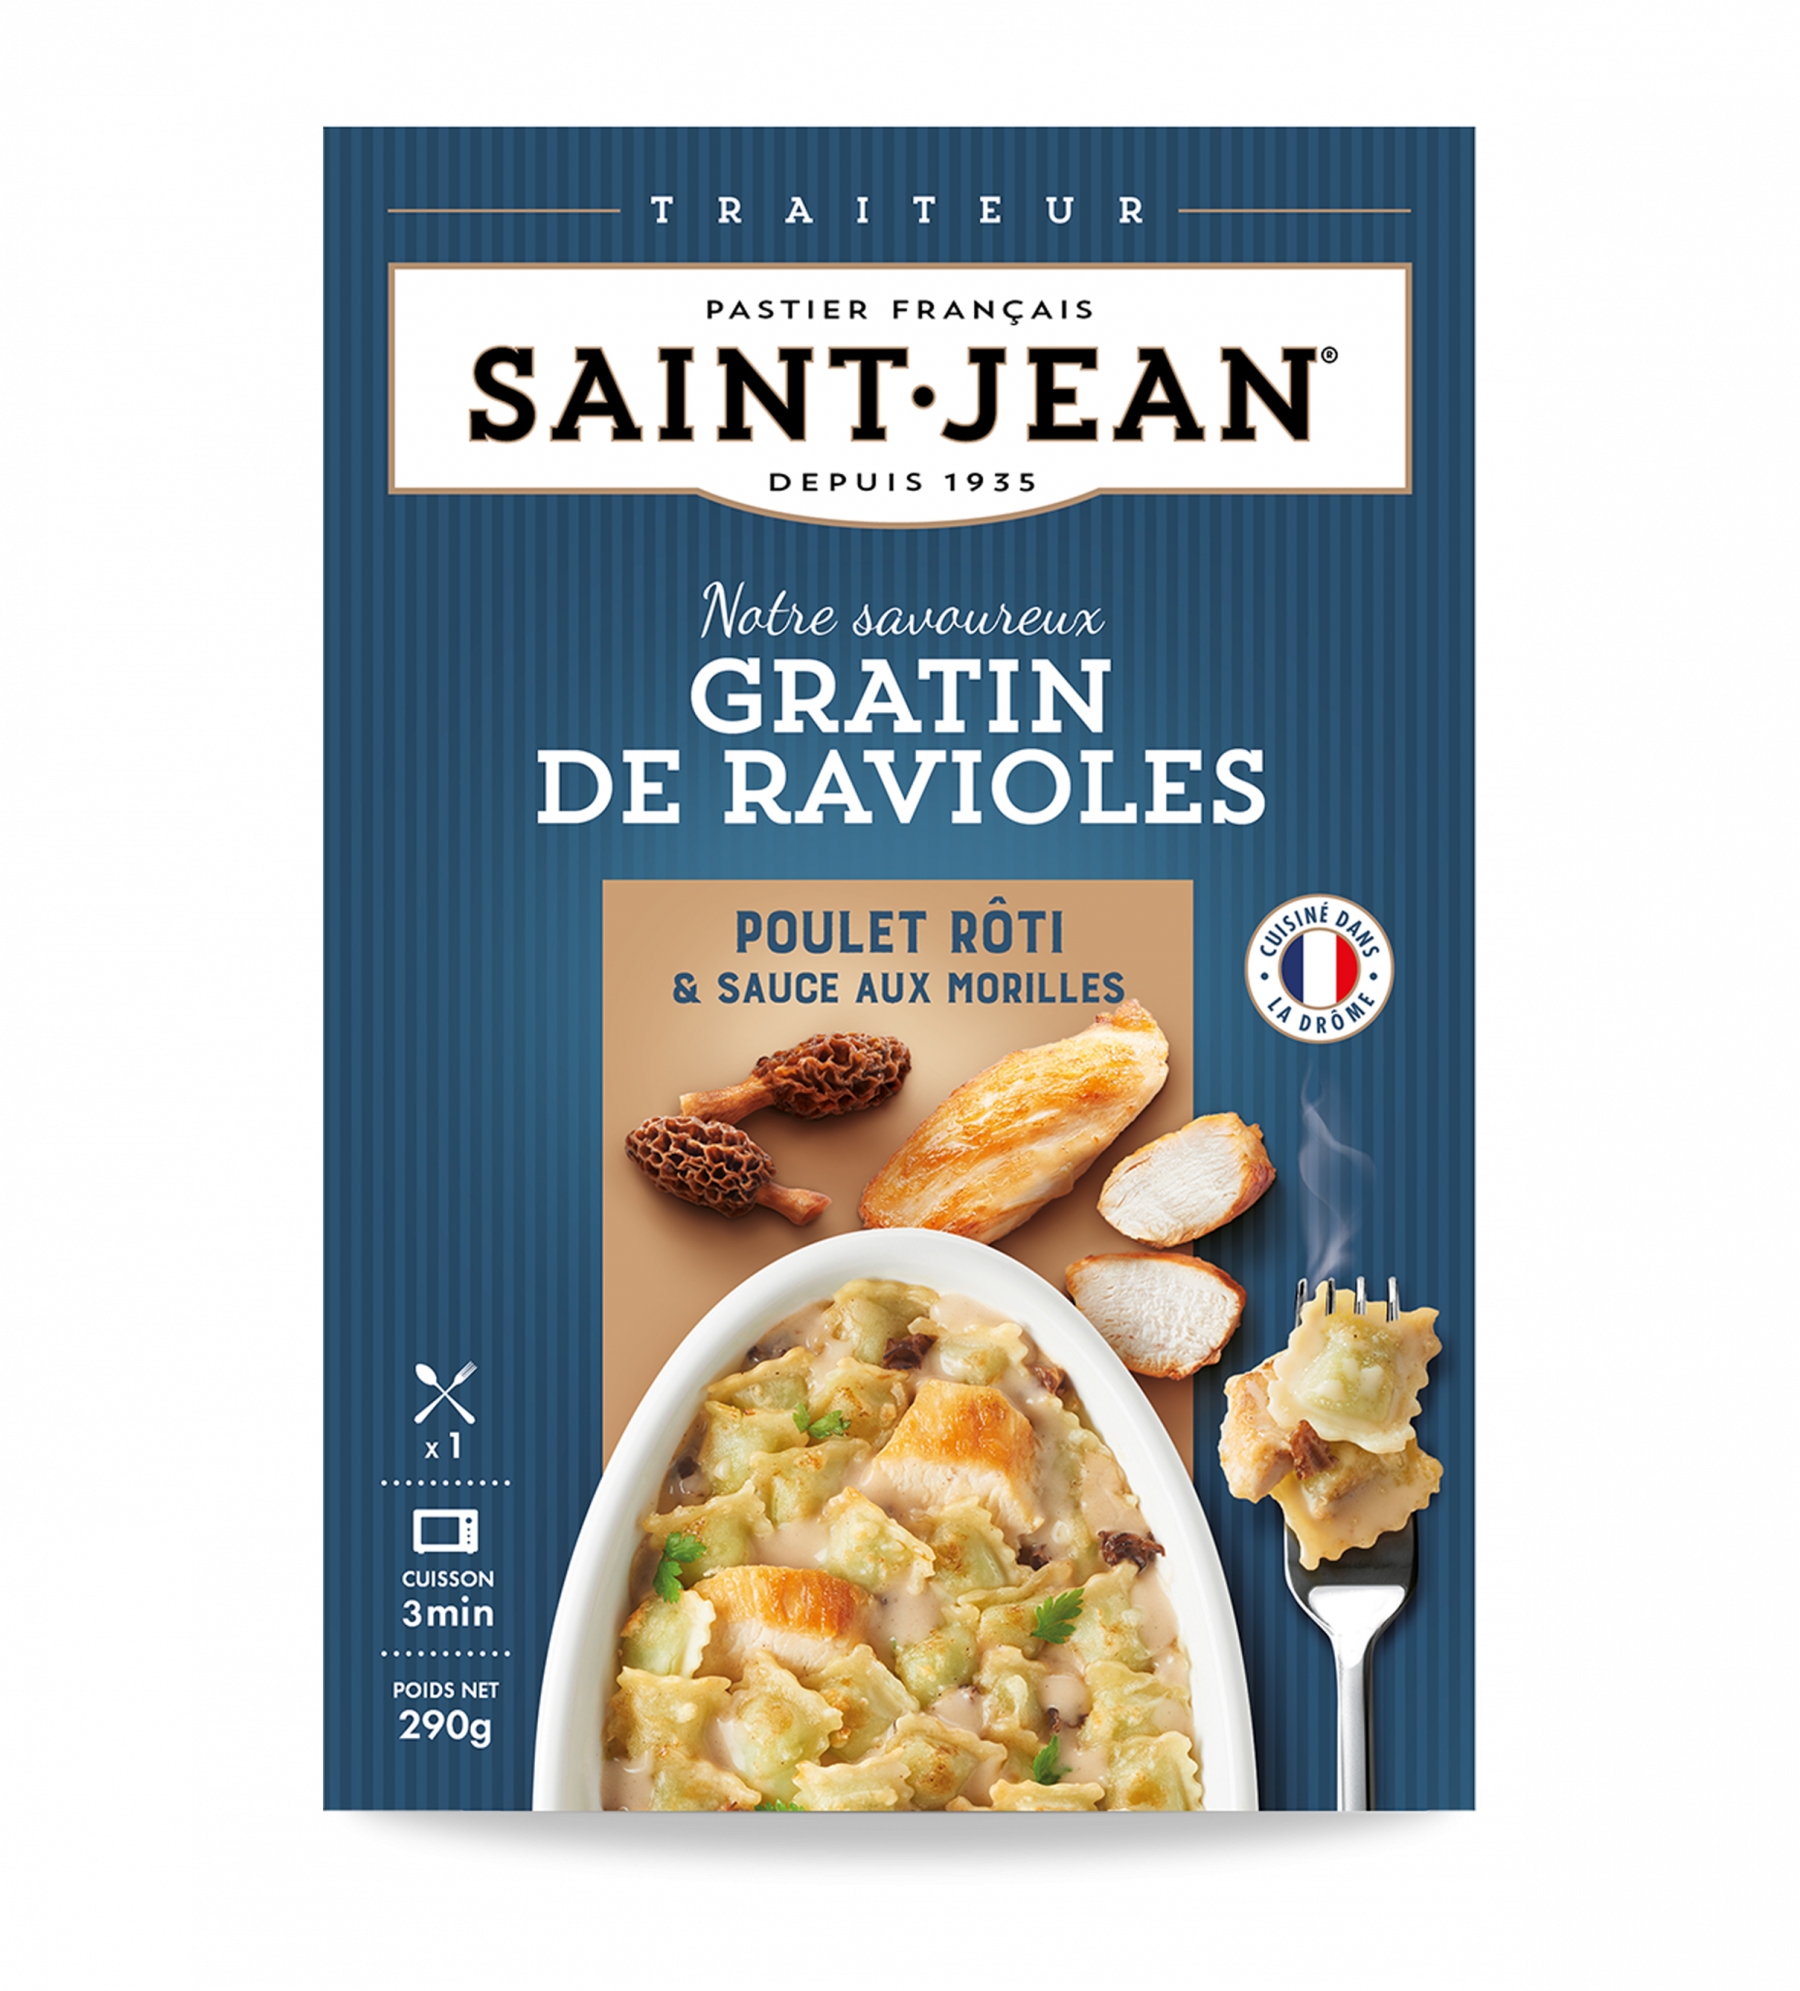 TRAITEUR
PASTIER FRANÇAIS
SAINT·JEAN®
DEPUIS 1935
Notre savoureux
GRATIN
DE RAVIOLES
POULET RÔTI
& SAUCE AUX MORILLES
CUISINÉ DANS
LA DRÔME
x 1
CUISSON
3min
POIDS NET
290g